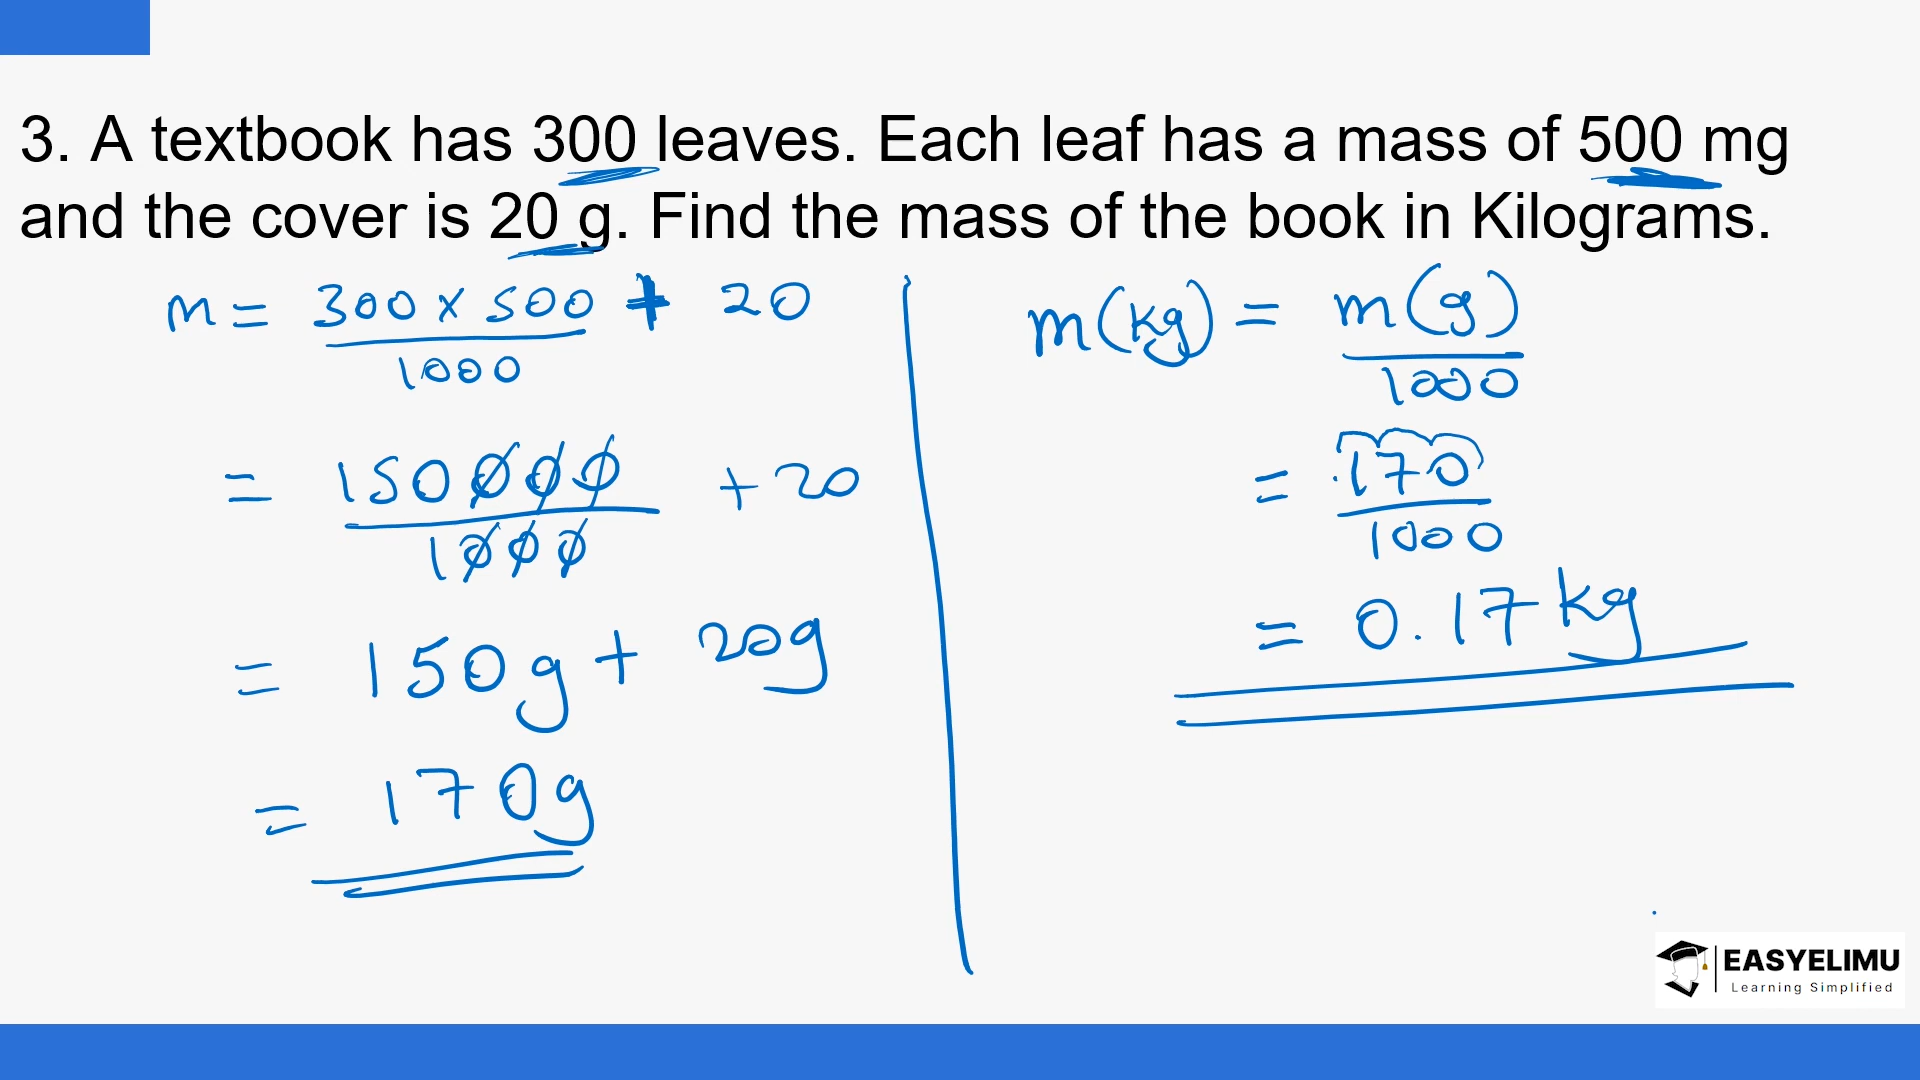 3. A textbook has 300 leaves. Each leaf has a mass of 500 mg
and the cover is 20 g. Find the mass of the book in Kilograms.
m = 300 x 500 + 20
1000
= 150000 + 20
1000
= 150g + 20g
= 170g
m(kg) = m(g)
1000
= .170
1000
= 0.17kg
EASYELIMU
Learning Simplified